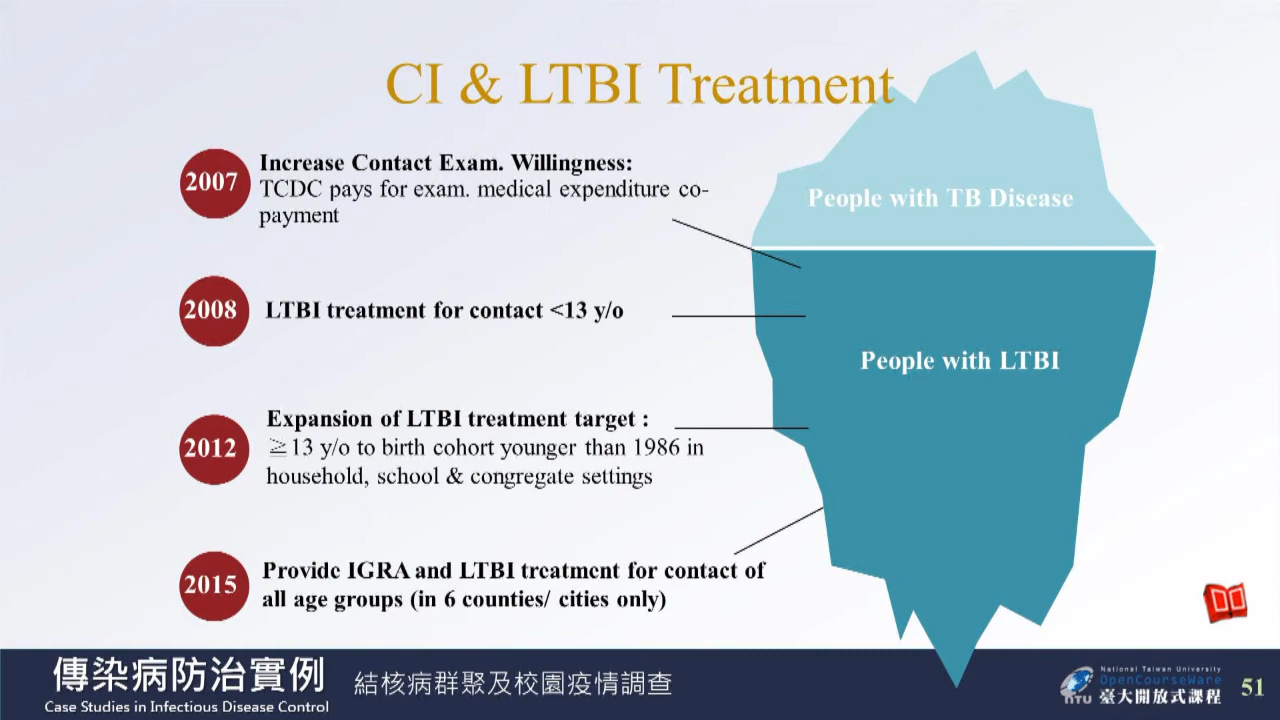 CI & LTBI Treatment
2007
Increase Contact Exam. Willingness:
TCDC pays for exam. medical expenditure co-
payment
People with TB Disease
2008
LTBI treatment for contact <13 y/o
People with LTBI
2012
Expansion of LTBI treatment target :
≧13 y/o to birth cohort younger than 1986 in
household, school & congregate settings
2015
Provide IGRA and LTBI treatment for contact of
all age groups (in 6 counties/ cities only)
傳染病防治實例
Case Studies in Infectious Disease Control
結核病群聚及校園疫情調查
NTU
National Taiwan University
OpenCourseWare
臺大開放式課程
51